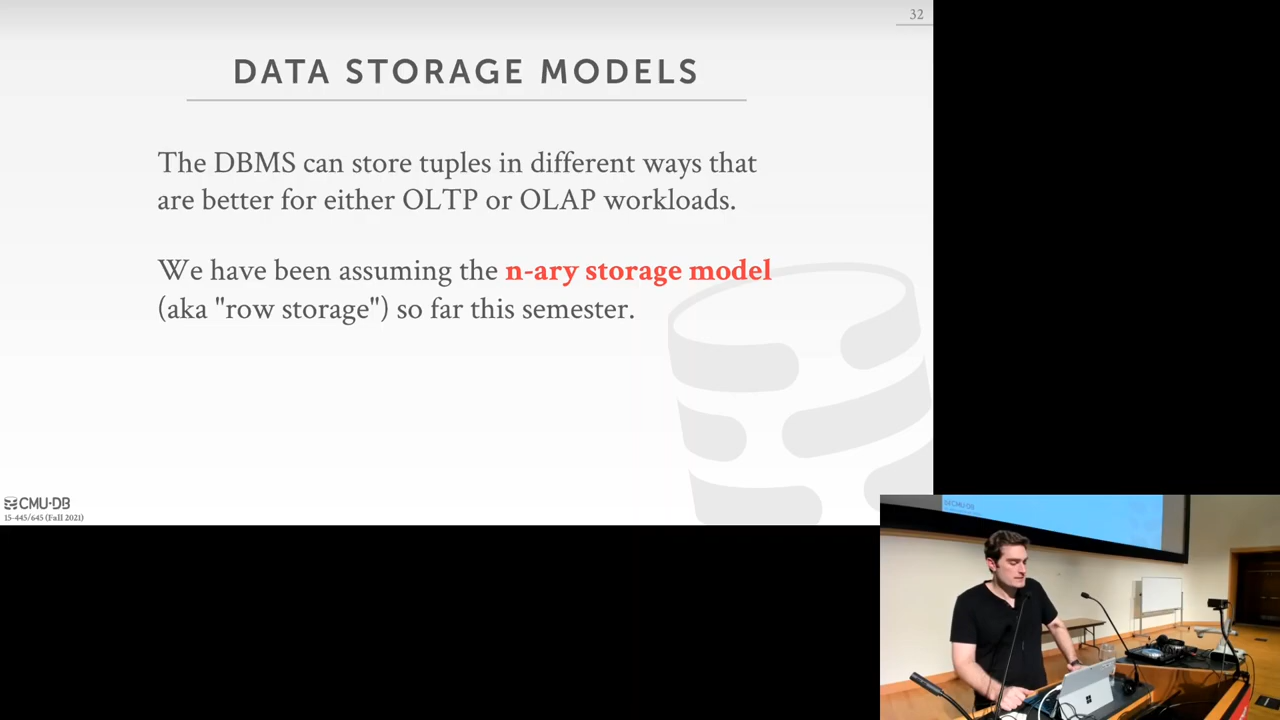 32
DATA STORAGE MODELS
The DBMS can store tuples in different ways that
are better for either OLTP or OLAP workloads.
We have been assuming the n-ary storage model
(aka "row storage") so far this semester.
CMU·DB
15-445/645 (Fall 2021)
CMU·DB